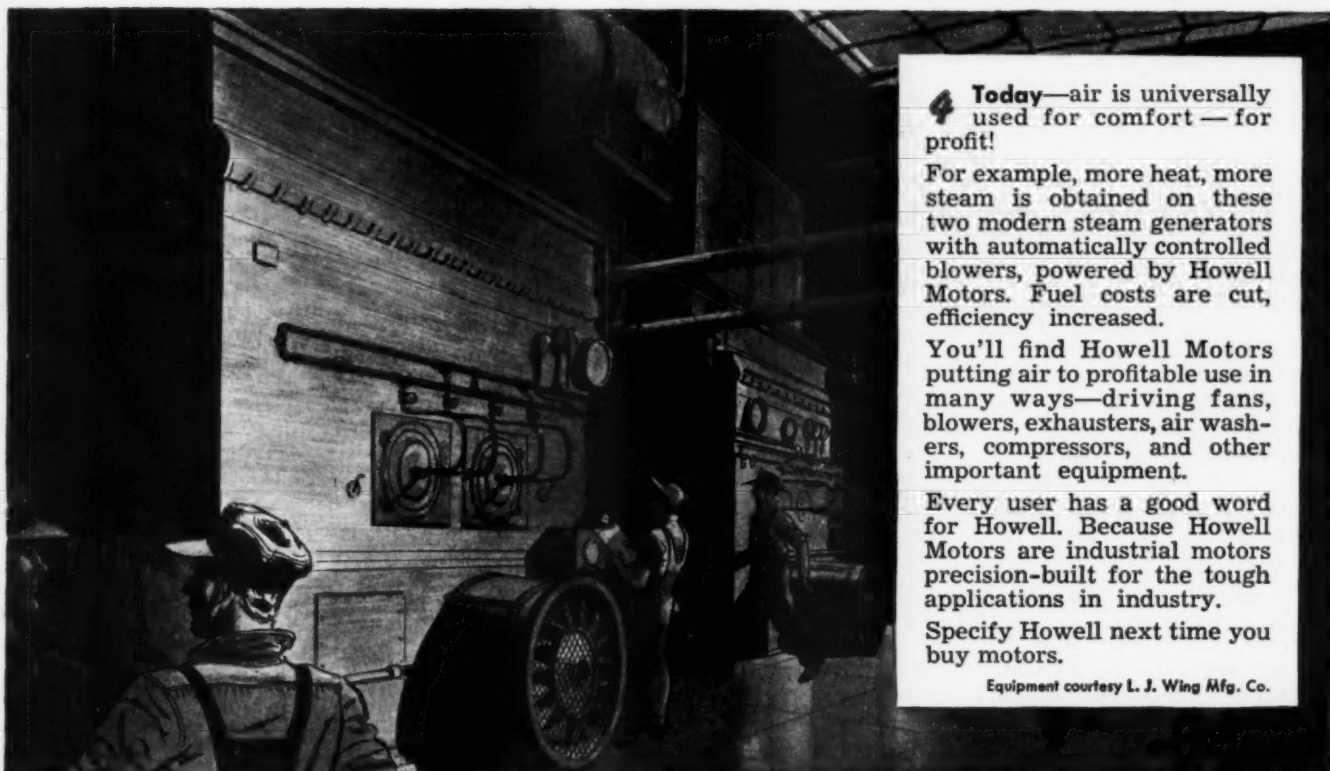 4 Today—air is universally
used for comfort — for
profit!
For example, more heat, more
steam is obtained on these
two modern steam generators
with automatically controlled
blowers, powered by Howell
Motors. Fuel costs are cut,
efficiency increased.
You'll find Howell Motors
putting air to profitable use in
many ways—driving fans,
blowers, exhausters, air wash-
ers, compressors, and other
important equipment.
Every user has a good word
for Howell. Because Howell
Motors are industrial motors
precision-built for the tough
applications in industry.
Specify Howell next time you
buy motors.
Equipment courtesy L. J. Wing Mfg. Co.